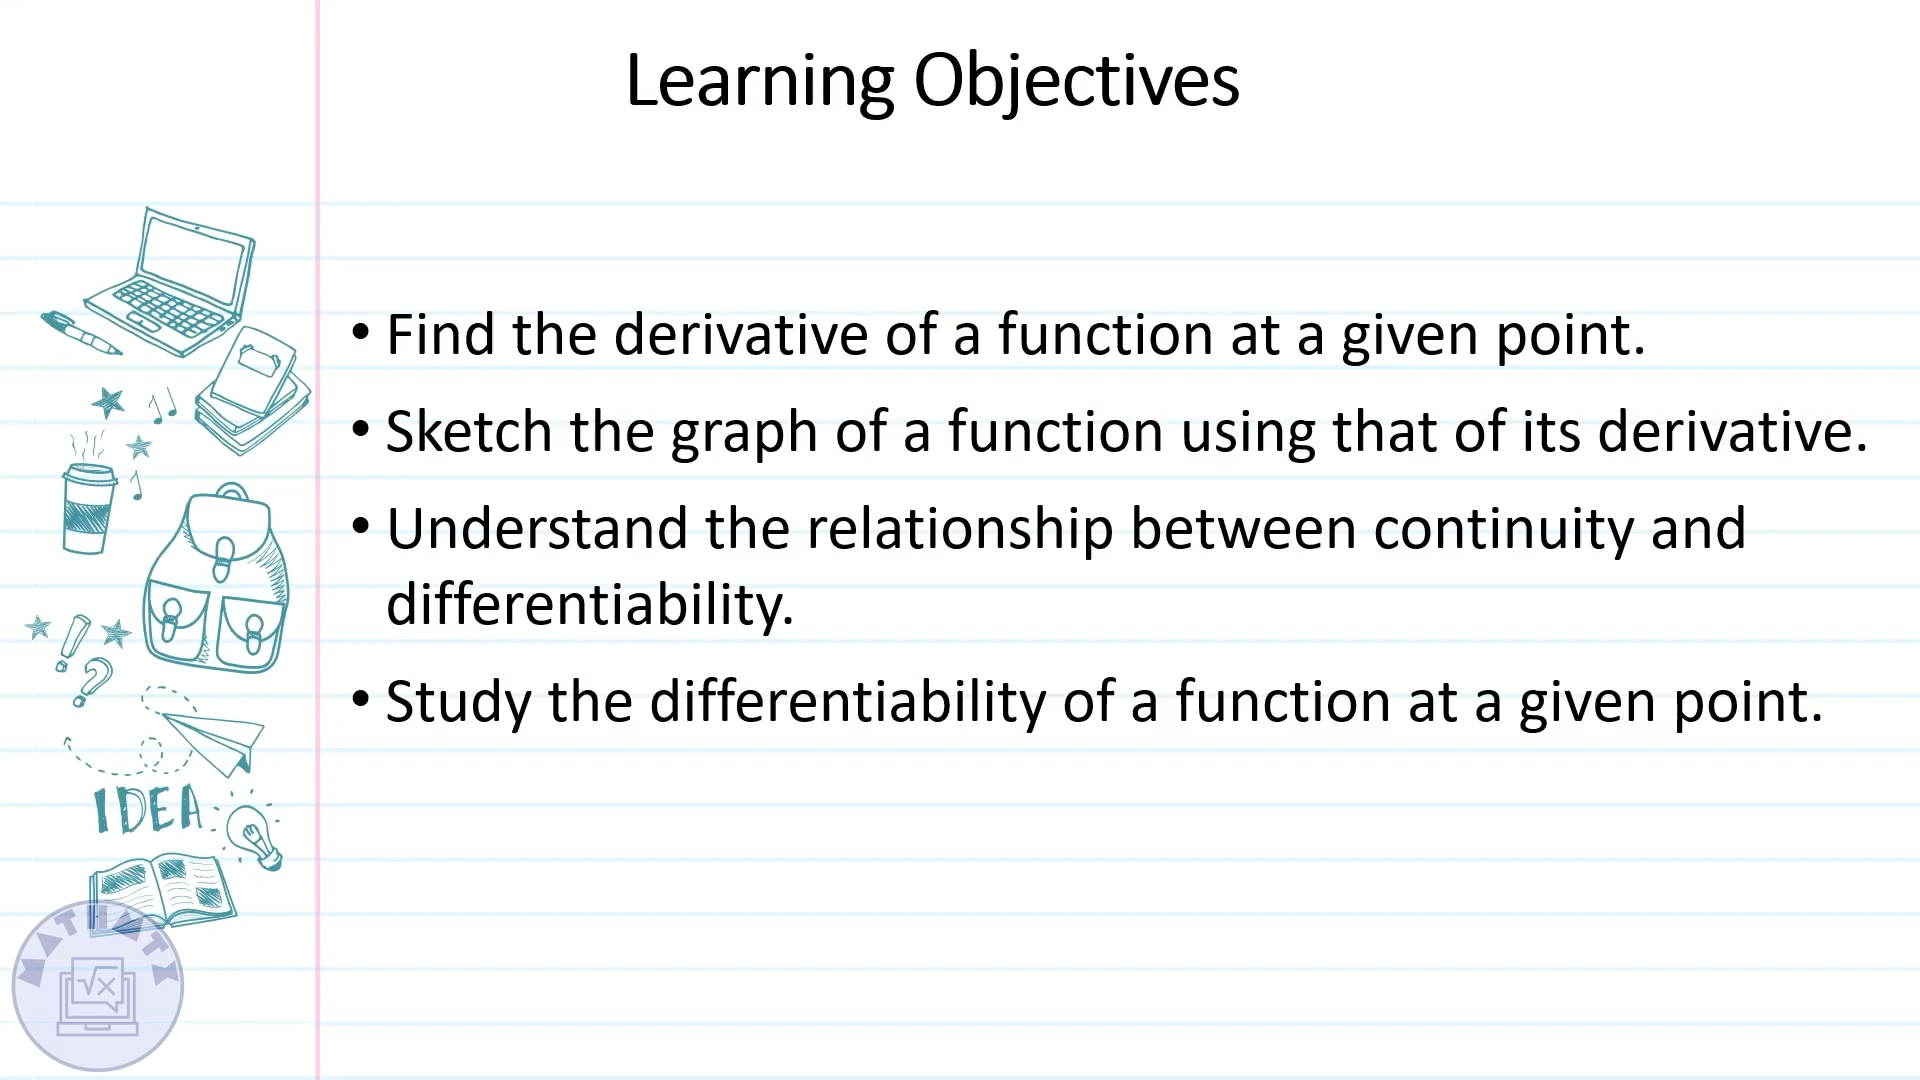 Learning Objectives
• Find the derivative of a function at a given point.
• Sketch the graph of a function using that of its derivative.
• Understand the relationship between continuity and
differentiability.
• Study the differentiability of a function at a given point.
IDEA
MATHATX
√x